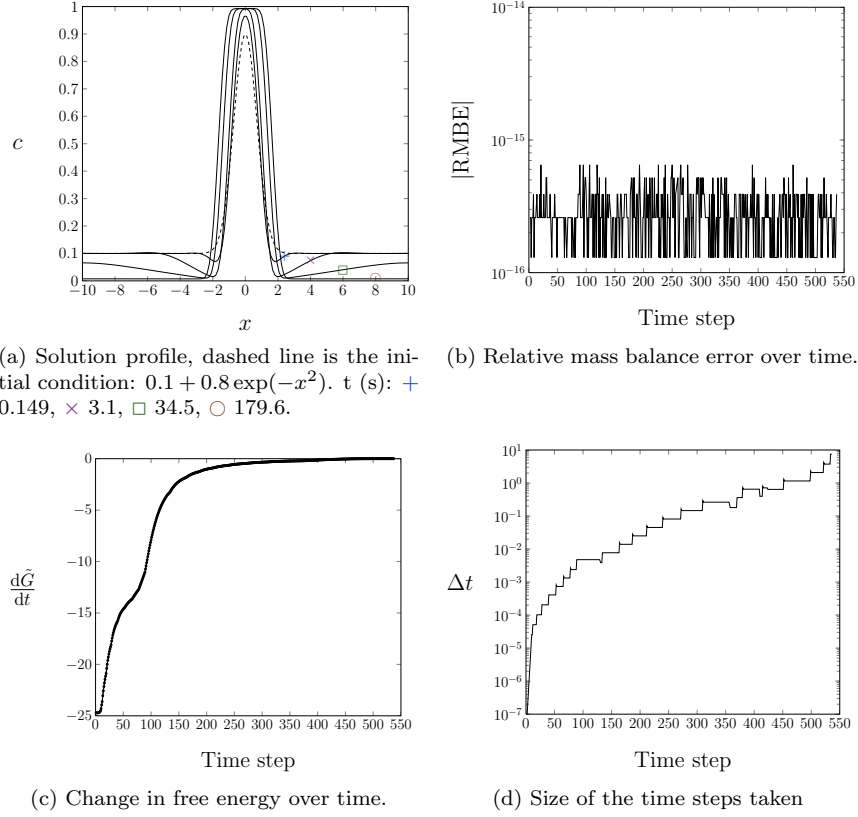 1
0.9
0.8
0.7
0.6
0.5
0.4
0.3
0.2
0.1
0
c
−10 −8 −6 −4 −2 0 2 4 6 8 10
x
(a) Solution profile, dashed line is the ini-
tial condition: 0.1 + 0.8 exp(−x²). t (s): +
0.149, × 3.1, □ 34.5, ○ 179.6.
10⁻¹⁴
10⁻¹⁵
10⁻¹⁶
|RMBE|
0 50 100 150 200 250 300 350 400 450 500 550
Time step
(b) Relative mass balance error over time.
0
−5
−10
−15
−20
−25
dG̃
dt
0 50 100 150 200 250 300 350 400 450 500 550
Time step
(c) Change in free energy over time.
10¹
10⁰
10⁻¹
10⁻²
10⁻³
10⁻⁴
10⁻⁵
10⁻⁶
10⁻⁷
Δt
0 50 100 150 200 250 300 350 400 450 500 550
Time step
(d) Size of the time steps taken